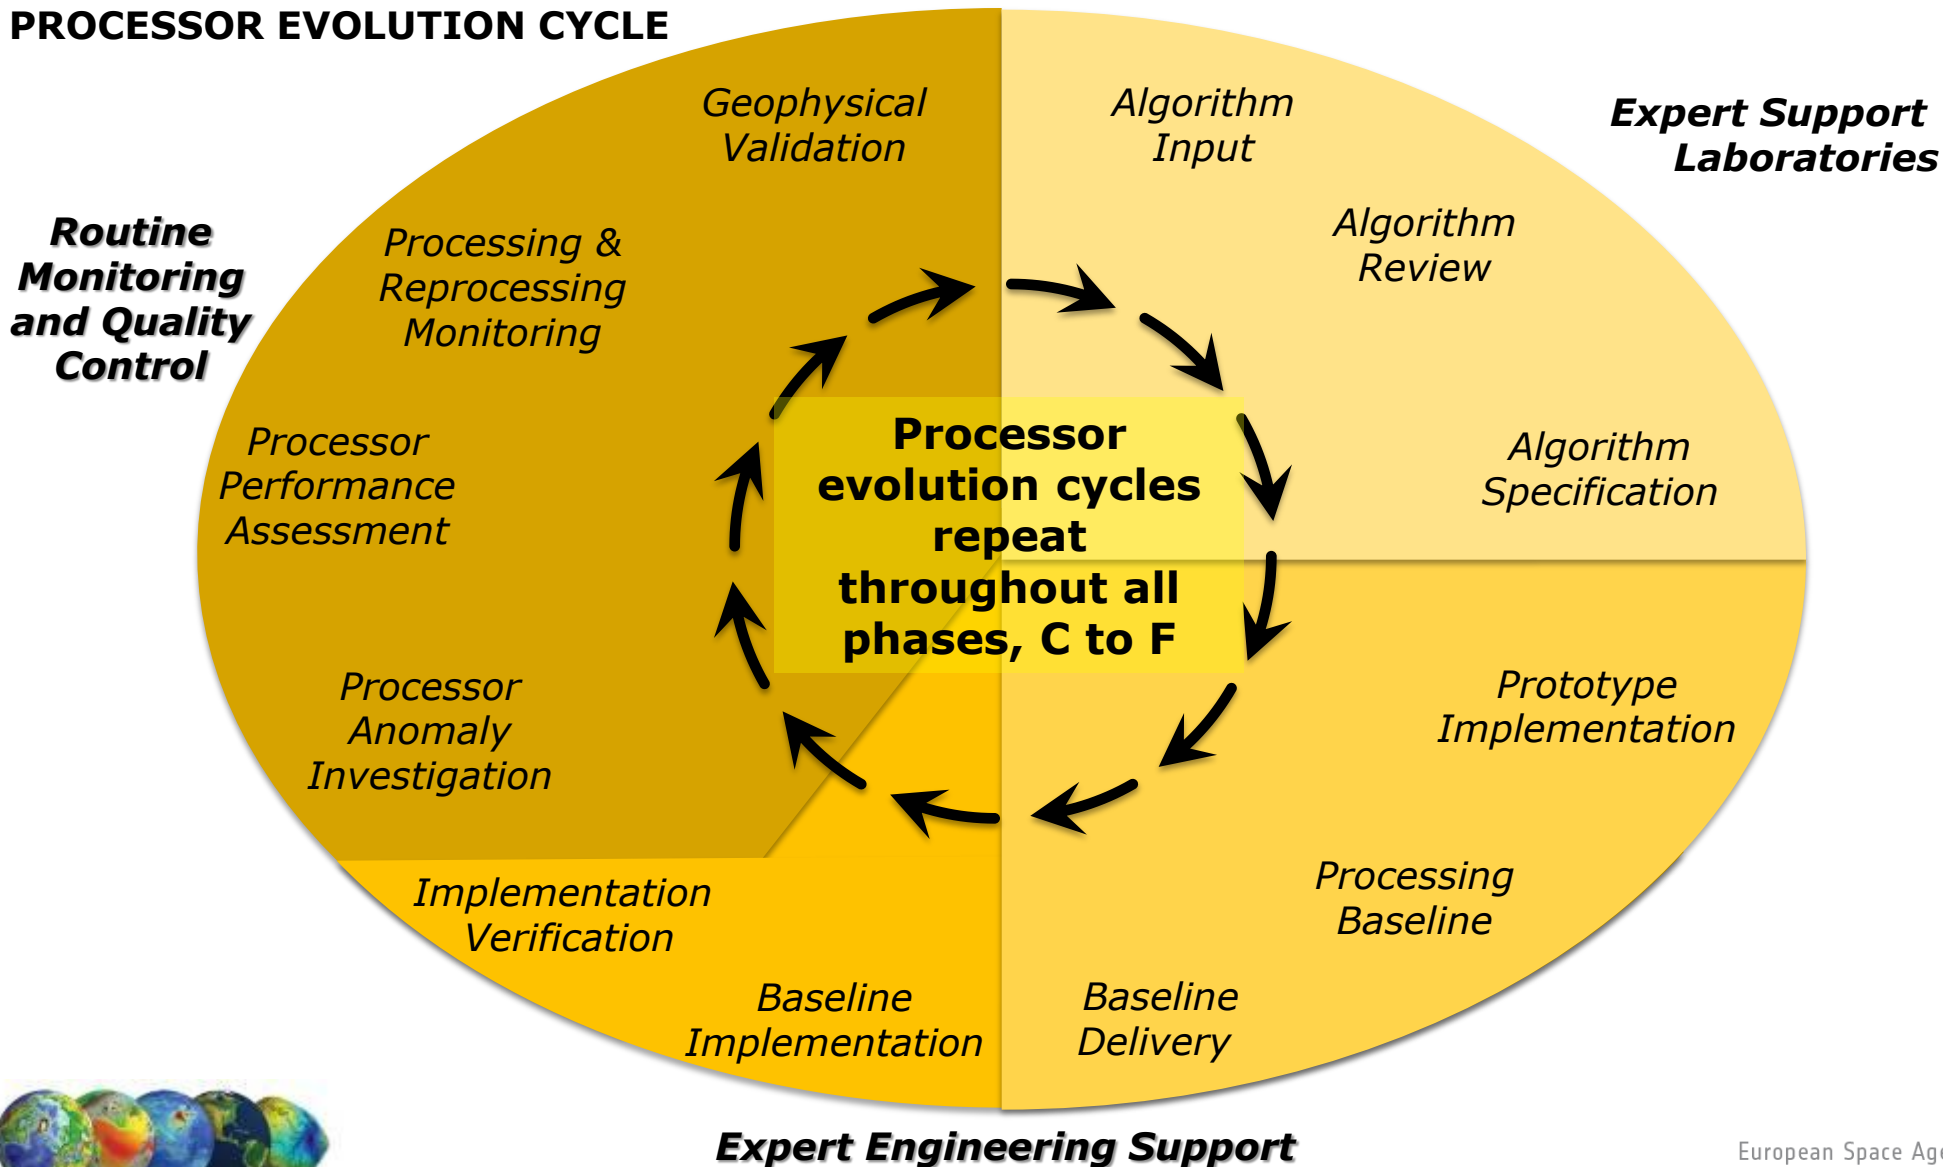 PROCESSOR EVOLUTION CYCLE
Geophysical
Validation
Algorithm
Input
Expert Support
Laboratories
Algorithm
Review
Routine
Monitoring
and Quality
Control
Processing &
Reprocessing
Monitoring
Processor
Performance
Assessment
Processor
evolution cycles
repeat
throughout all
phases, C to F
Algorithm
Specification
Processor
Anomaly
Investigation
Prototype
Implementation
Implementation
Verification
Processing
Baseline
Baseline
Implementation
Baseline
Delivery
Expert Engineering Support
European Space